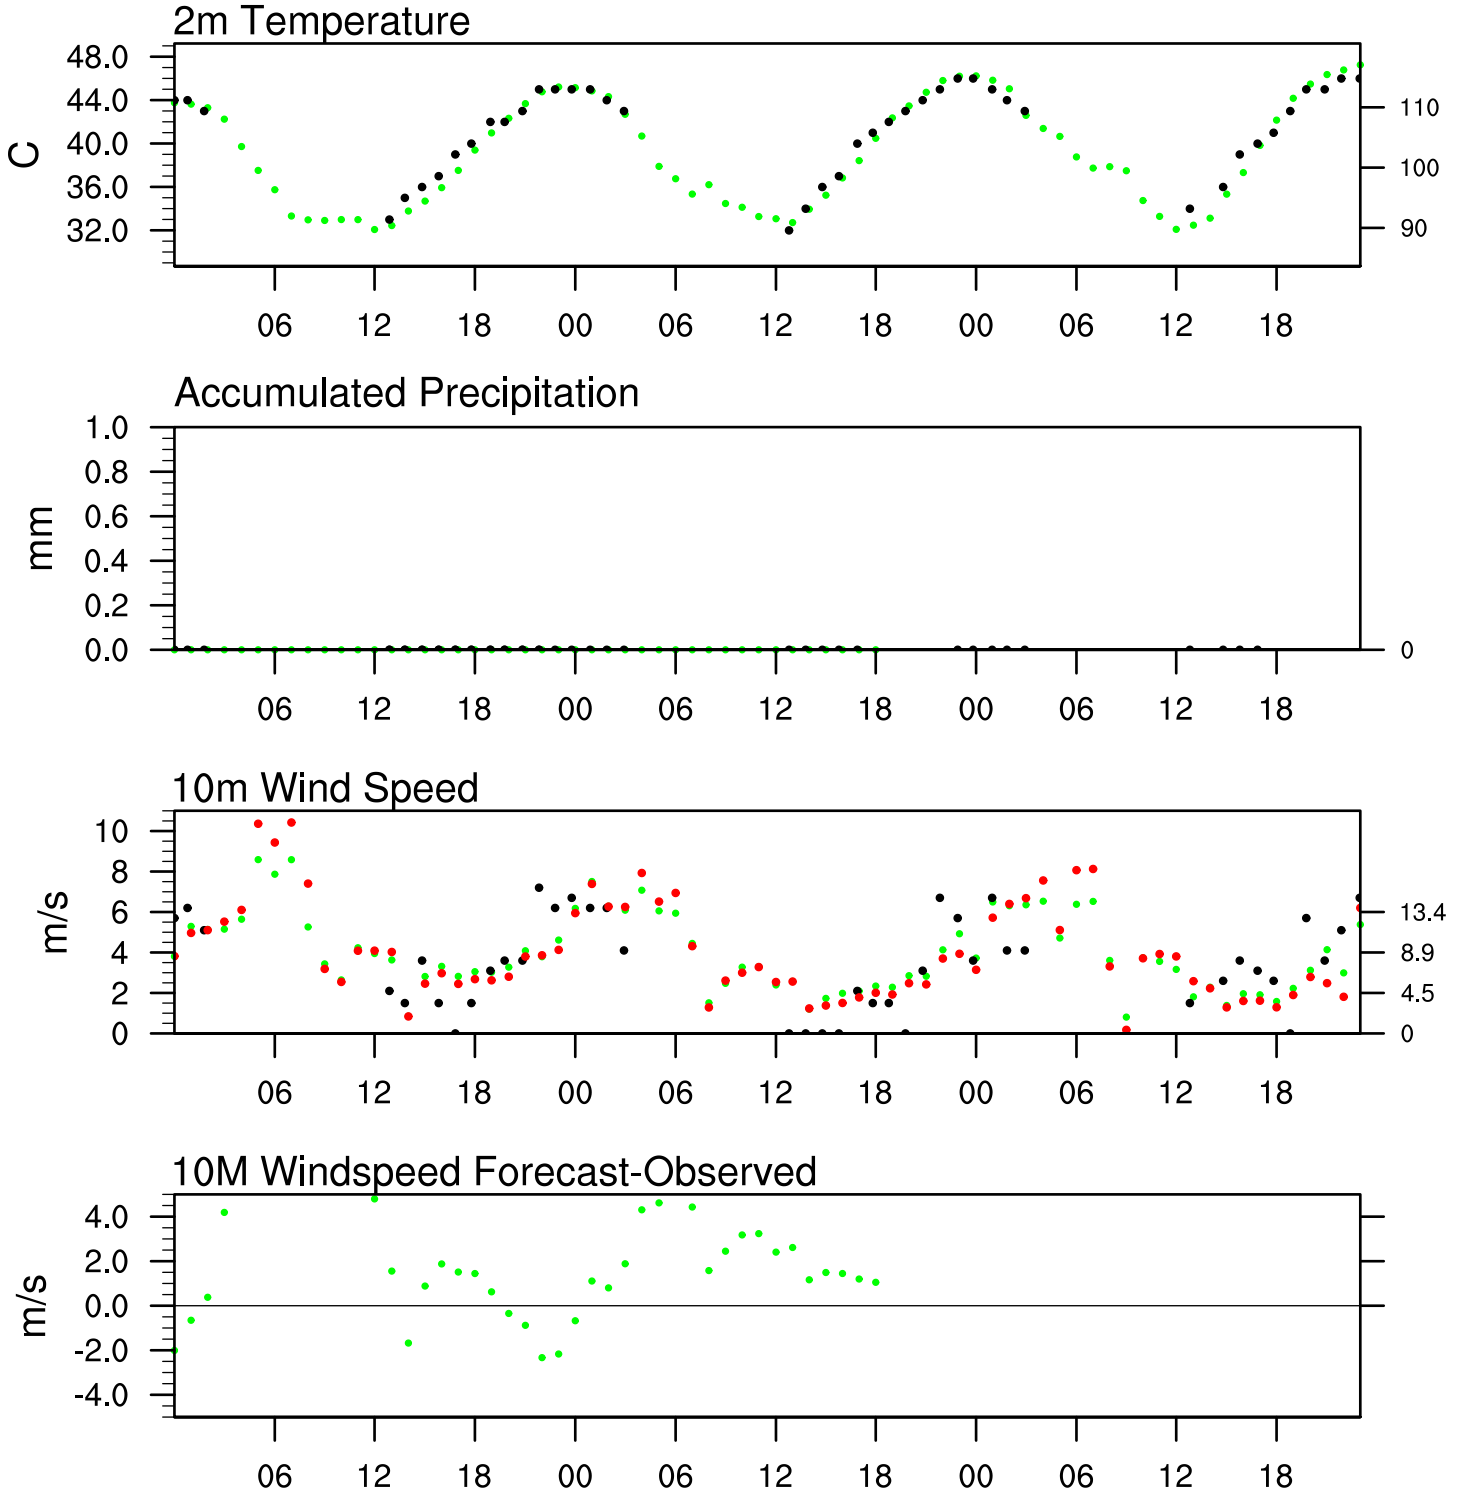 2m Temperature
48.0
44.0
40.0
36.0
32.0
C
110
100
90
06 12 18 00 06 12 18 00 06 12 18
Accumulated Precipitation
1.0
0.8
0.6
0.4
0.2
0.0
mm
0
06 12 18 00 06 12 18 00 06 12 18
10m Wind Speed
10
8
6
4
2
0
m/s
13.4
8.9
4.5
0
06 12 18 00 06 12 18 00 06 12 18
10M Windspeed Forecast-Observed
4.0
2.0
0.0
-2.0
-4.0
m/s
06 12 18 00 06 12 18 00 06 12 18